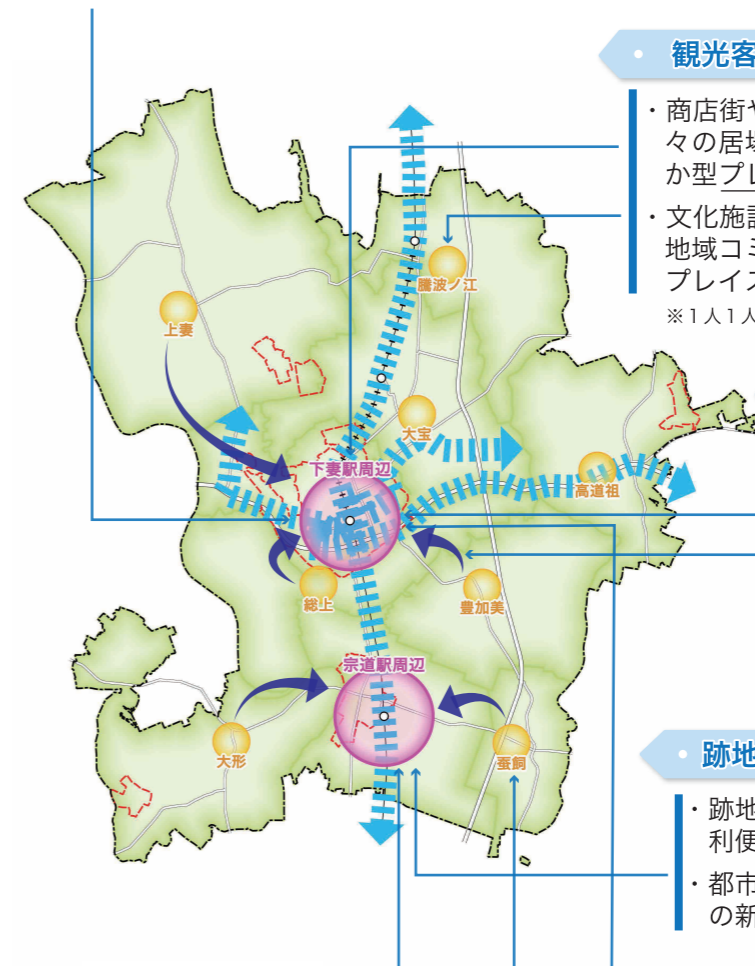 観光客
・商店街や
々の居場
か型プレ
・文化施設
地域コミ
プレイス
※1人1人
騰波ノ江
上妻
大宝
下妻駅周辺
高道祖
総上
豊加美
宗道駅周辺
大形
蚕飼
跡地
・跡地
利便
・都市
の新